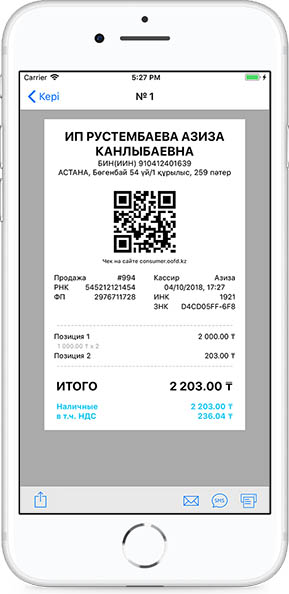 Carrier 5:27 PM
Кері № 1
ИП РУСТЕМБАЕВА АЗИЗА
КАНЛЫБАЕВНА
БИН(ИИН) 910412401639
АСТАНА, Бөгенбай 54 үй/1 құрылыс, 259 пәтер
Чек на сайте consumer.oofd.kz
Продажа #994 Кассир Азиза
РНК 545212121454 04/10/2018, 17:27
ФП 2976711728 ИНК 1921
ЗНК D4CD05FF-6F8
Позиция 1 2 000.00 ₸
1 000.00 ₸ x 2
Позиция 2 203.00 ₸
ИТОГО 2 203.00 ₸
Наличные 2 203.00 ₸
в т.ч. НДС 236.04 ₸
SMS